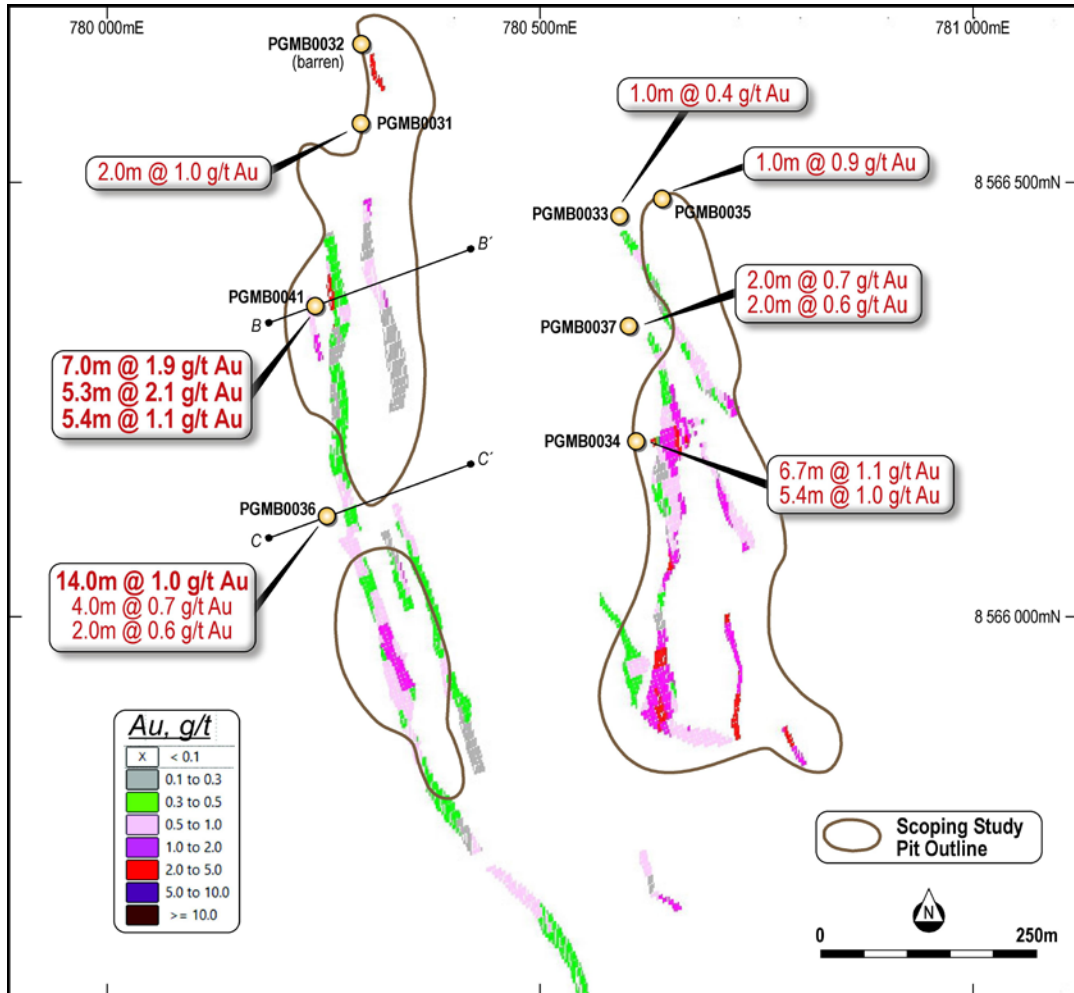 780 000mE
780 500mE
781 000mE
PGMB0032
(barren)
PGMB0031
2.0m @ 1.0 g/t Au
1.0m @ 0.4 g/t Au
1.0m @ 0.9 g/t Au
8 566 500mN
PGMB0033
PGMB0035
B'
PGMB0041
B
2.0m @ 0.7 g/t Au
2.0m @ 0.6 g/t Au
PGMB0037
7.0m @ 1.9 g/t Au
5.3m @ 2.1 g/t Au
5.4m @ 1.1 g/t Au
PGMB0034
C'
6.7m @ 1.1 g/t Au
5.4m @ 1.0 g/t Au
PGMB0036
C
14.0m @ 1.0 g/t Au
4.0m @ 0.7 g/t Au
2.0m @ 0.6 g/t Au
8 566 000mN
Au, g/t
X < 0.1
0.1 to 0.3
0.3 to 0.5
0.5 to 1.0
1.0 to 2.0
2.0 to 5.0
5.0 to 10.0
>= 10.0
Scoping Study
Pit Outline
N
0 250m